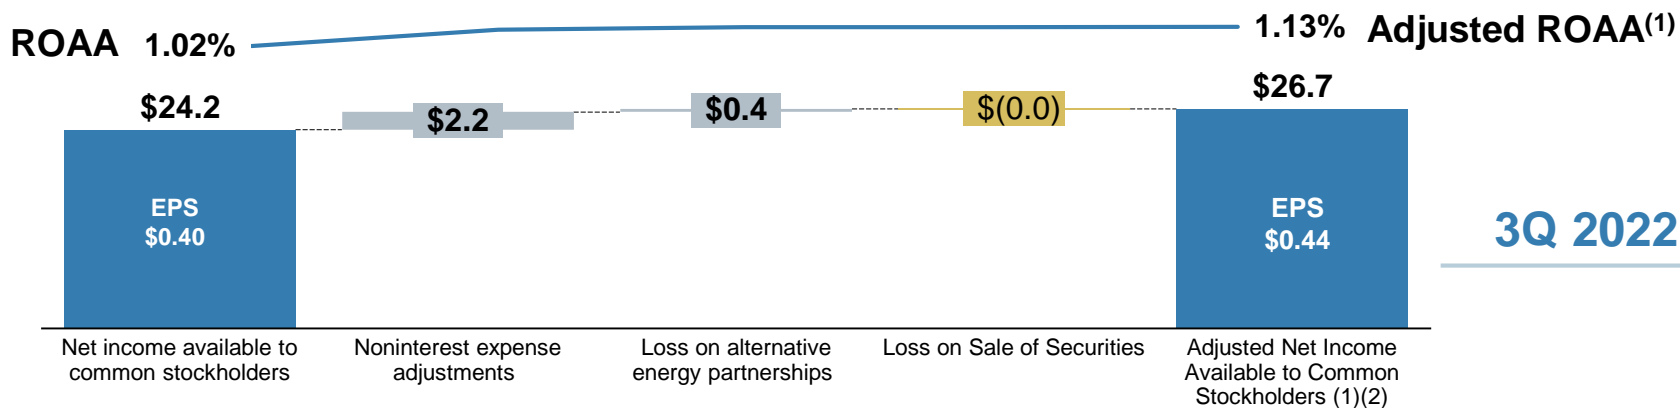 ROAA 1.02%
1.13% Adjusted ROAA(1)
$24.2
$2.2
$0.4
$(0.0)
$26.7
EPS
$0.40
EPS
$0.44
3Q 2022
Net income available to
common stockholders
Noninterest expense
adjustments
Loss on alternative
energy partnerships
Loss on Sale of Securities
Adjusted Net Income
Available to Common
Stockholders (1)(2)